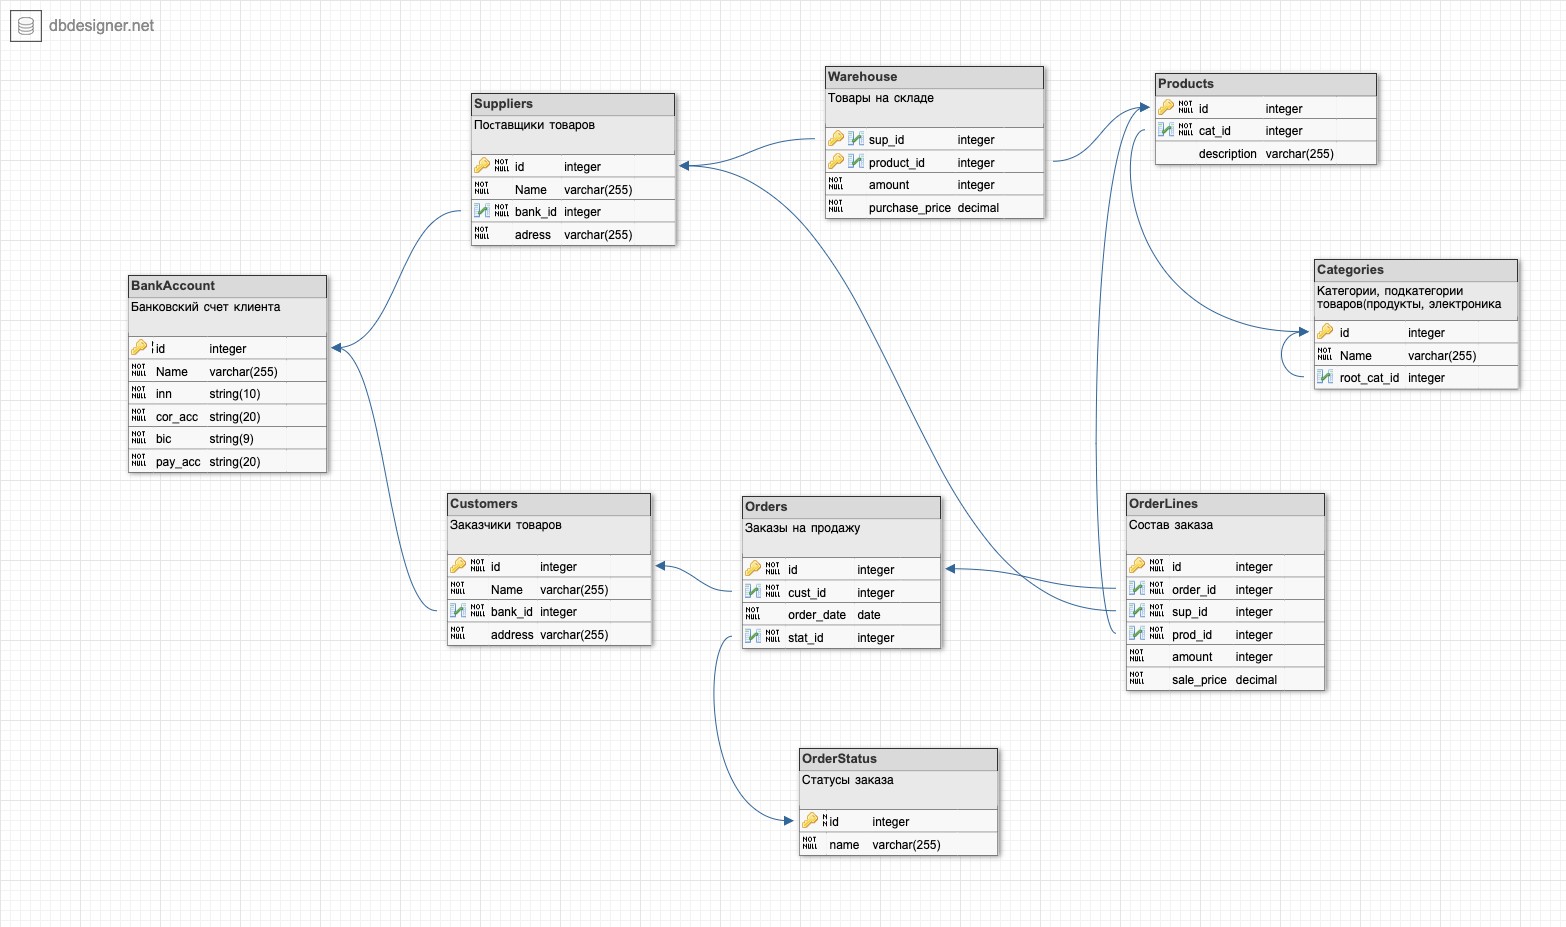 dbdesigner.net
Suppliers
Поставщики товаров
NOT NULL id integer
NOT NULL Name varchar(255)
NOT NULL bank_id integer
NOT NULL adress varchar(255)
Warehouse
Товары на складе
sup_id integer
product_id integer
NOT NULL amount integer
NOT NULL purchase_price decimal
Products
NOT NULL id integer
NOT NULL cat_id integer
description varchar(255)
BankAccount
Банковский счет клиента
id integer
NOT NULL Name varchar(255)
NOT NULL inn string(10)
NOT NULL cor_acc string(20)
NOT NULL bic string(9)
NOT NULL pay_acc string(20)
Categories
Категории, подкатегории
товаров(продукты, электроника
id integer
NOT NULL Name varchar(255)
root_cat_id integer
Customers
Заказчики товаров
NOT NULL id integer
NOT NULL Name varchar(255)
NOT NULL bank_id integer
NOT NULL address varchar(255)
Orders
Заказы на продажу
NOT NULL id integer
NOT NULL cust_id integer
NOT NULL order_date date
NOT NULL stat_id integer
OrderLines
Состав заказа
NOT NULL id integer
NOT NULL order_id integer
NOT NULL sup_id integer
NOT NULL prod_id integer
NOT NULL amount integer
NOT NULL sale_price decimal
OrderStatus
Статусы заказа
N N id integer
NOT NULL name varchar(255)